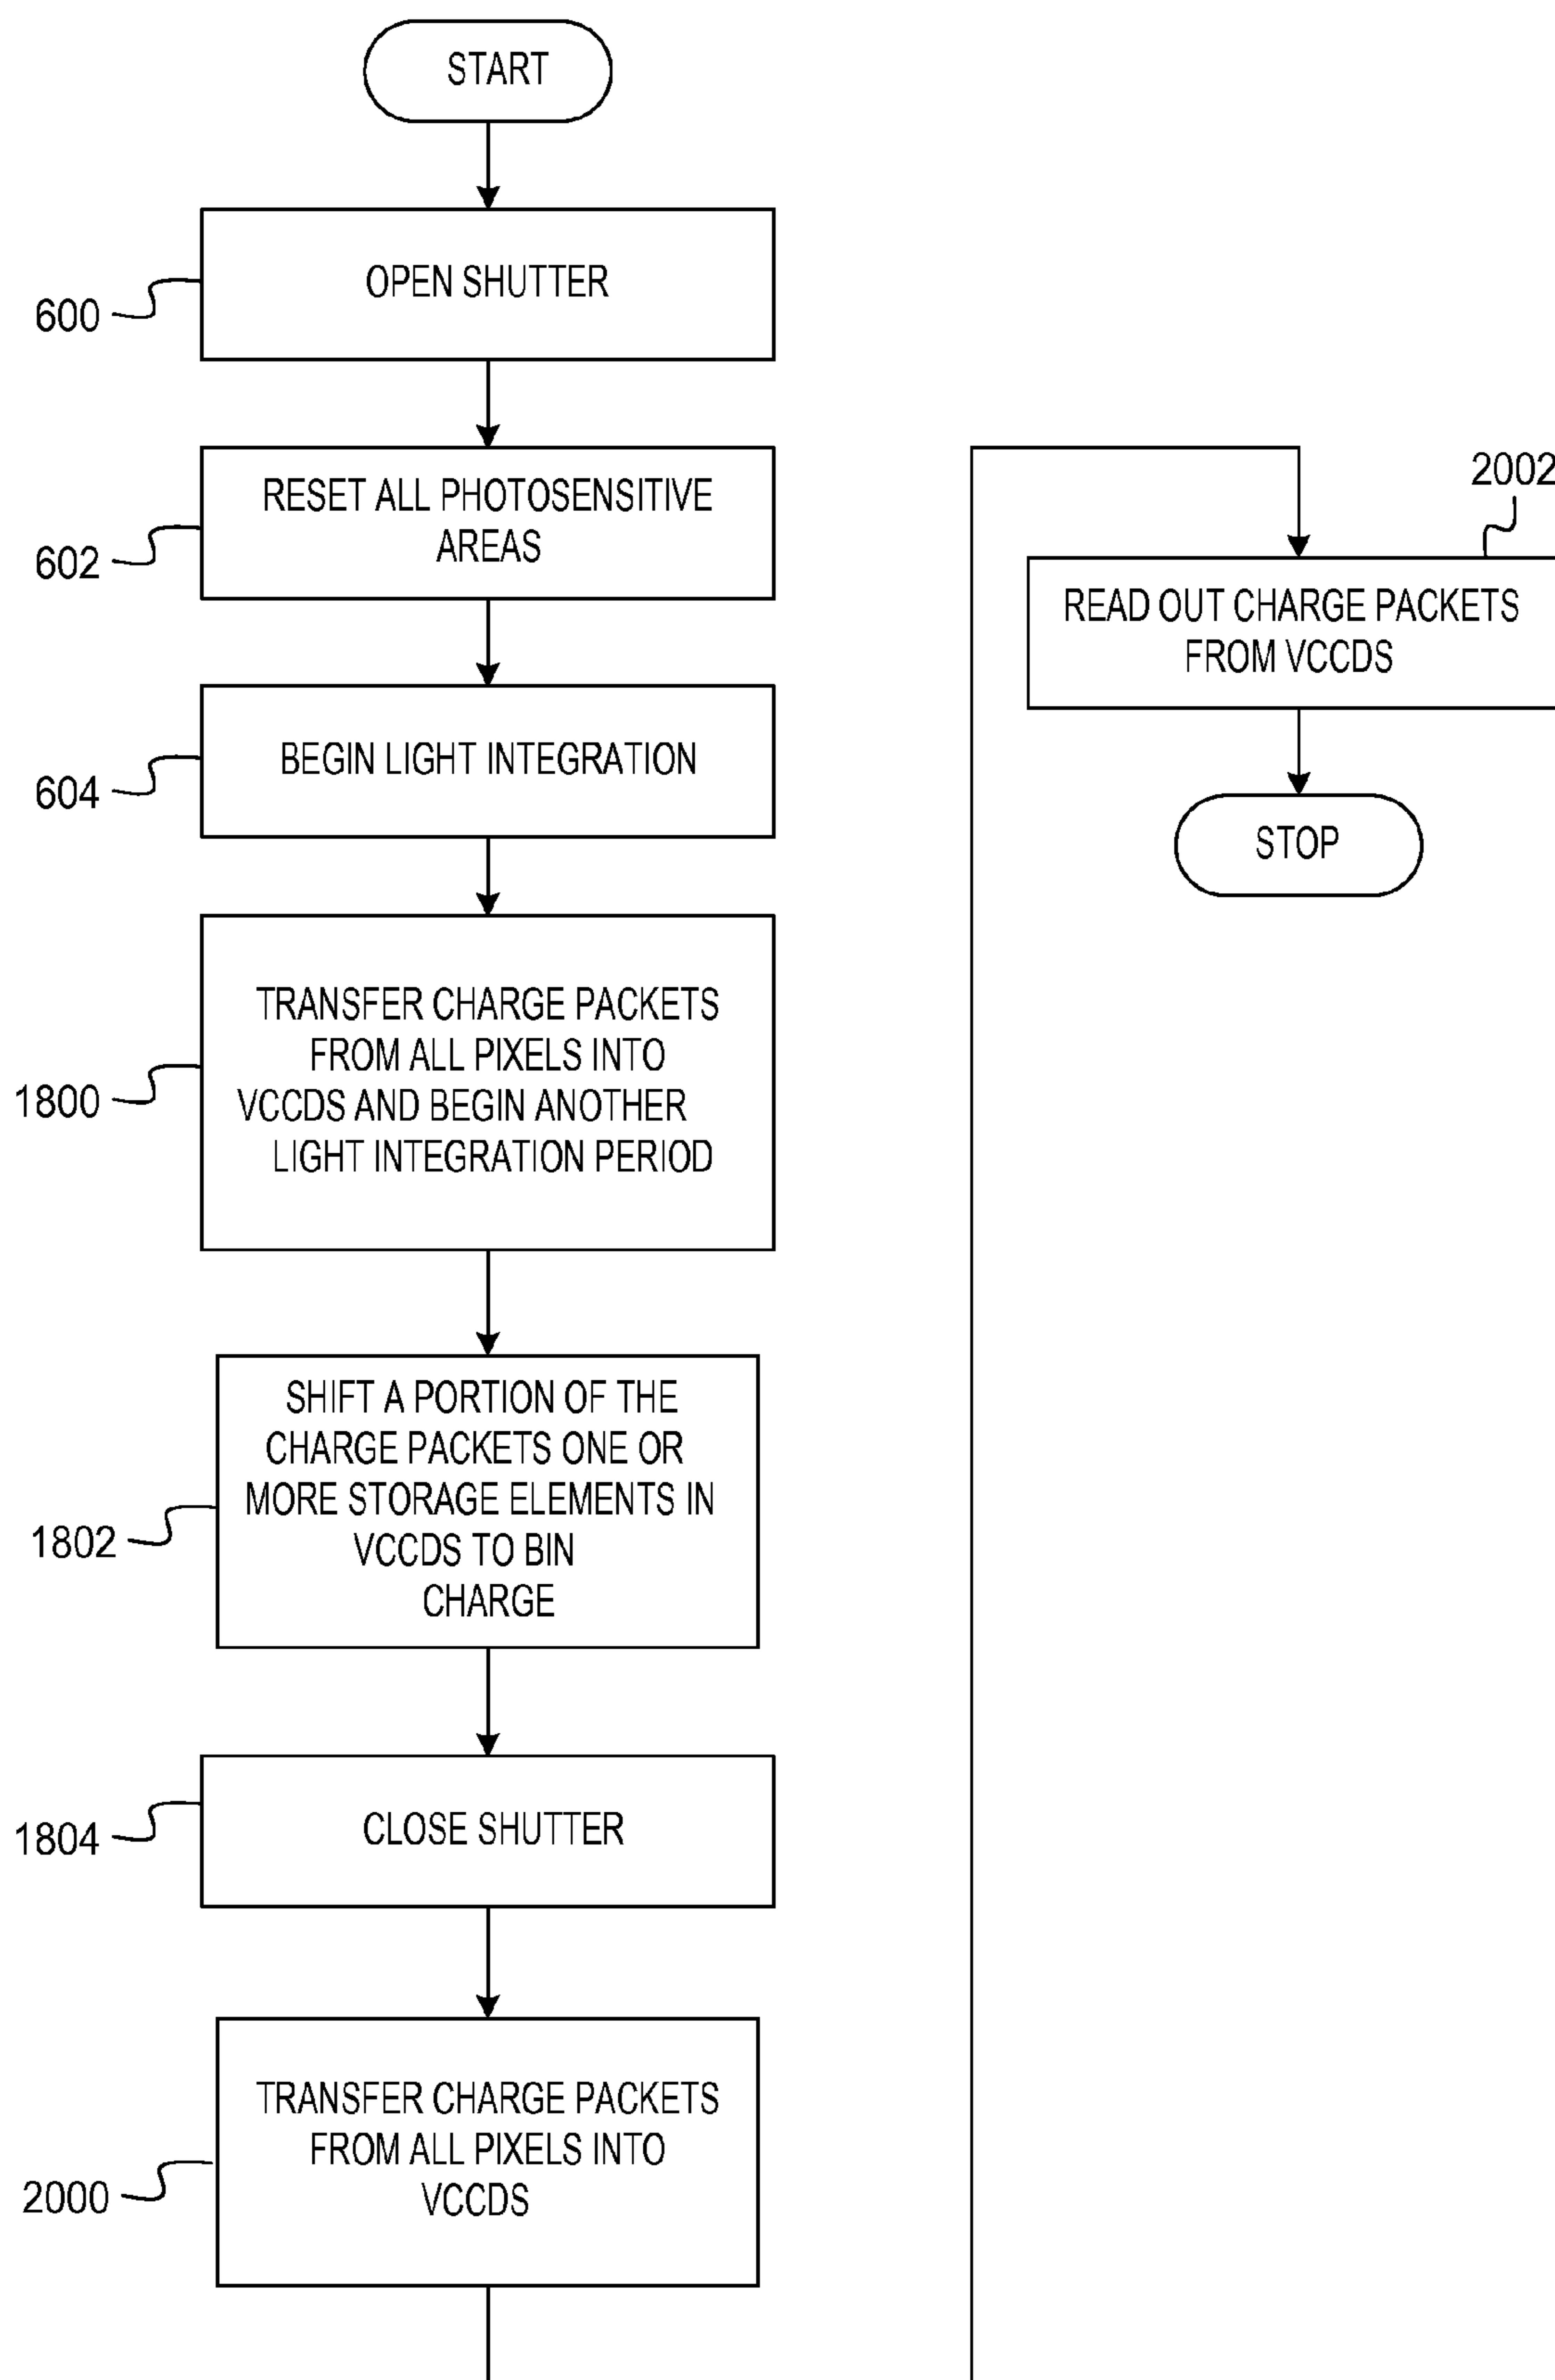 START
OPEN SHUTTER
600
RESET ALL PHOTOSENSITIVE
AREAS
602
BEGIN LIGHT INTEGRATION
604
TRANSFER CHARGE PACKETS
FROM ALL PIXELS INTO
VCCDS AND BEGIN ANOTHER
LIGHT INTEGRATION PERIOD
1800
SHIFT A PORTION OF THE
CHARGE PACKETS ONE OR
MORE STORAGE ELEMENTS IN
VCCDS TO BIN
CHARGE
1802
CLOSE SHUTTER
1804
TRANSFER CHARGE PACKETS
FROM ALL PIXELS INTO
VCCDS
2000
2002
READ OUT CHARGE PACKETS
FROM VCCDS
STOP